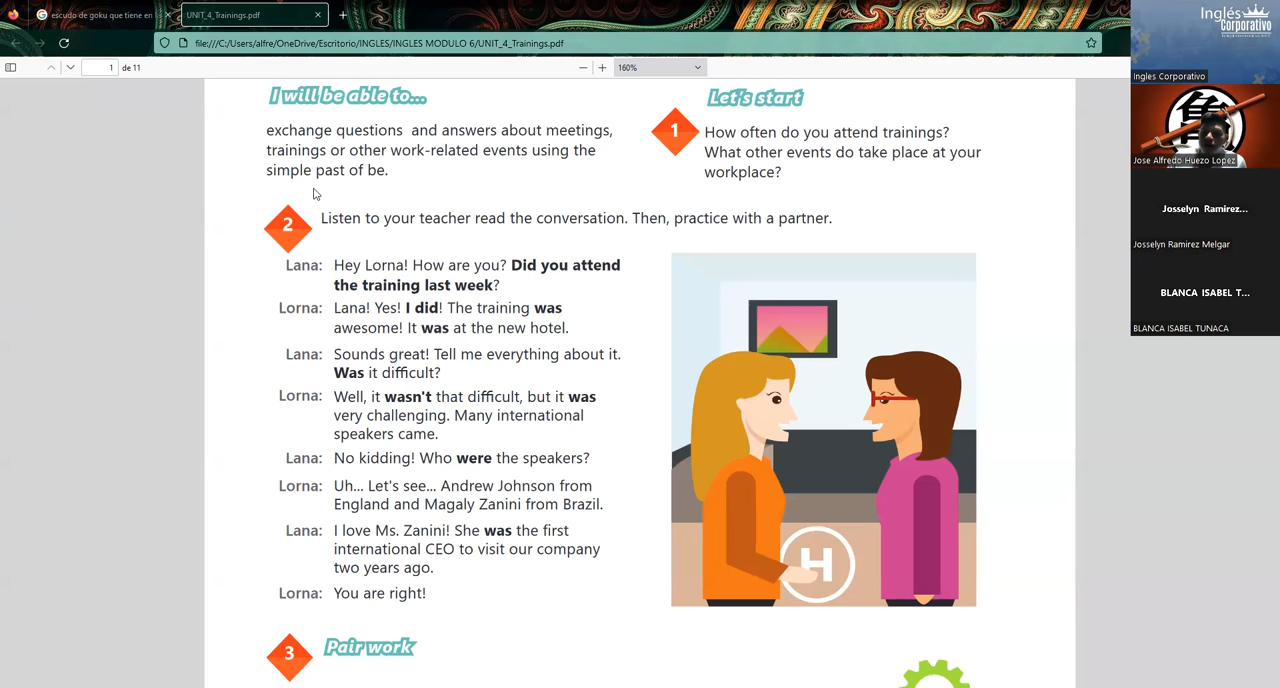 escudo de goku que tiene en l
UNIT_4_Trainings.pdf
file:///C:/Users/alfre/OneDrive/Escritorio/INGLES/INGLES MODULO 6/UNIT_4_Trainings.pdf
1 de 11
160%
I will be able to...
exchange questions and answers about meetings,
trainings or other work-related events using the
simple past of be.
Let's start
1
How often do you attend trainings?
What other events do take place at your
workplace?
2
Listen to your teacher read the conversation. Then, practice with a partner.
Lana: Hey Lorna! How are you? Did you attend
the training last week?
Lorna: Lana! Yes! I did! The training was
awesome! It was at the new hotel.
Lana: Sounds great! Tell me everything about it.
Was it difficult?
Lorna: Well, it wasn't that difficult, but it was
very challenging. Many international
speakers came.
Lana: No kidding! Who were the speakers?
Lorna: Uh... Let's see... Andrew Johnson from
England and Magaly Zanini from Brazil.
Lana: I love Ms. Zanini! She was the first
international CEO to visit our company
two years ago.
Lorna: You are right!
H
3
Pair work
Inglés
Corporativo
Ingles Corporativo
Jose Alfredo Huezo Lopez
Josselyn Ramirez...
Josselyn Ramirez Melgar
BLANCA ISABEL T...
BLANCA ISABEL TUNACA